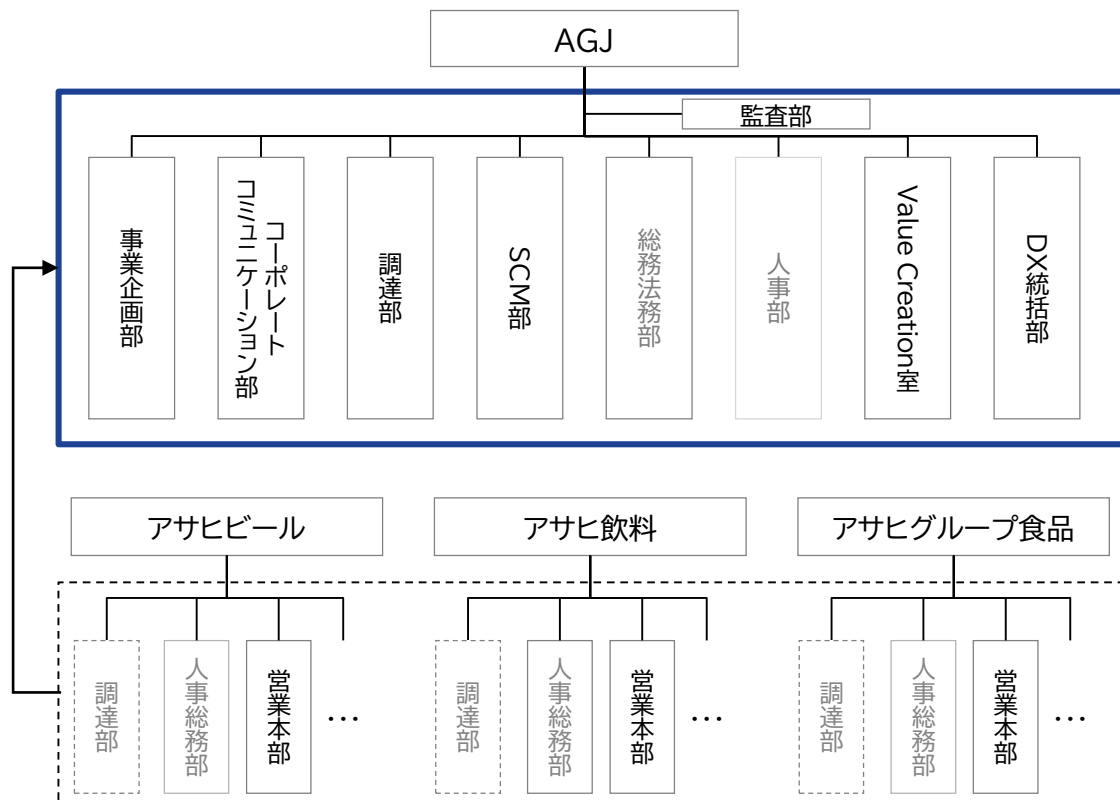 AGJ
監査部
事業企画部
コーポレート
コミュニケーション部
調達部
SCM部
総務法務部
人事部
Value Creation室
DX統括部
アサヒビール
アサヒ飲料
アサヒグループ食品
調達部
人事総務部
営業本部
…
調達部
人事総務部
営業本部
…
調達部
人事総務部
営業本部
…